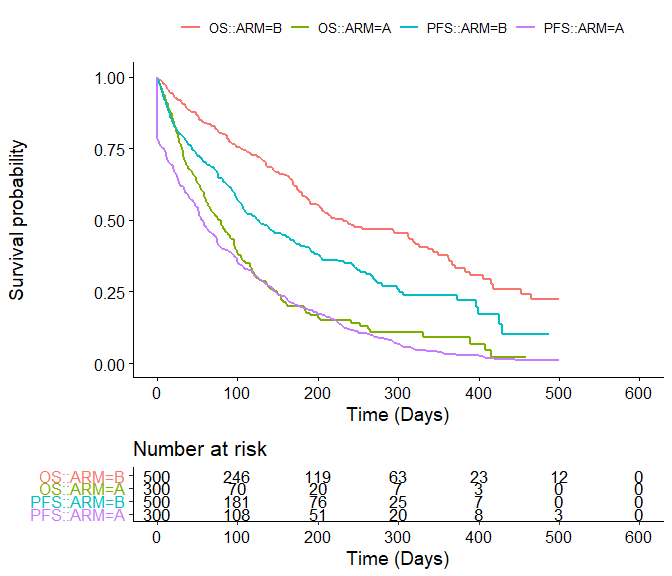 OS::ARM=B OS::ARM=A PFS::ARM=B PFS::ARM=A
Survival probability
1.00
0.75
0.50
0.25
0.00
0 100 200 300 400 500 600
Time (Days)
Number at risk
OS::ARM=B 500 246 119 63 23 12 0
OS::ARM=A 300 70 20 7 3 0 0
PFS::ARM=B 500 181 76 25 7 0 0
PFS::ARM=A 300 108 51 20 8 3 0
0 100 200 300 400 500 600
Time (Days)